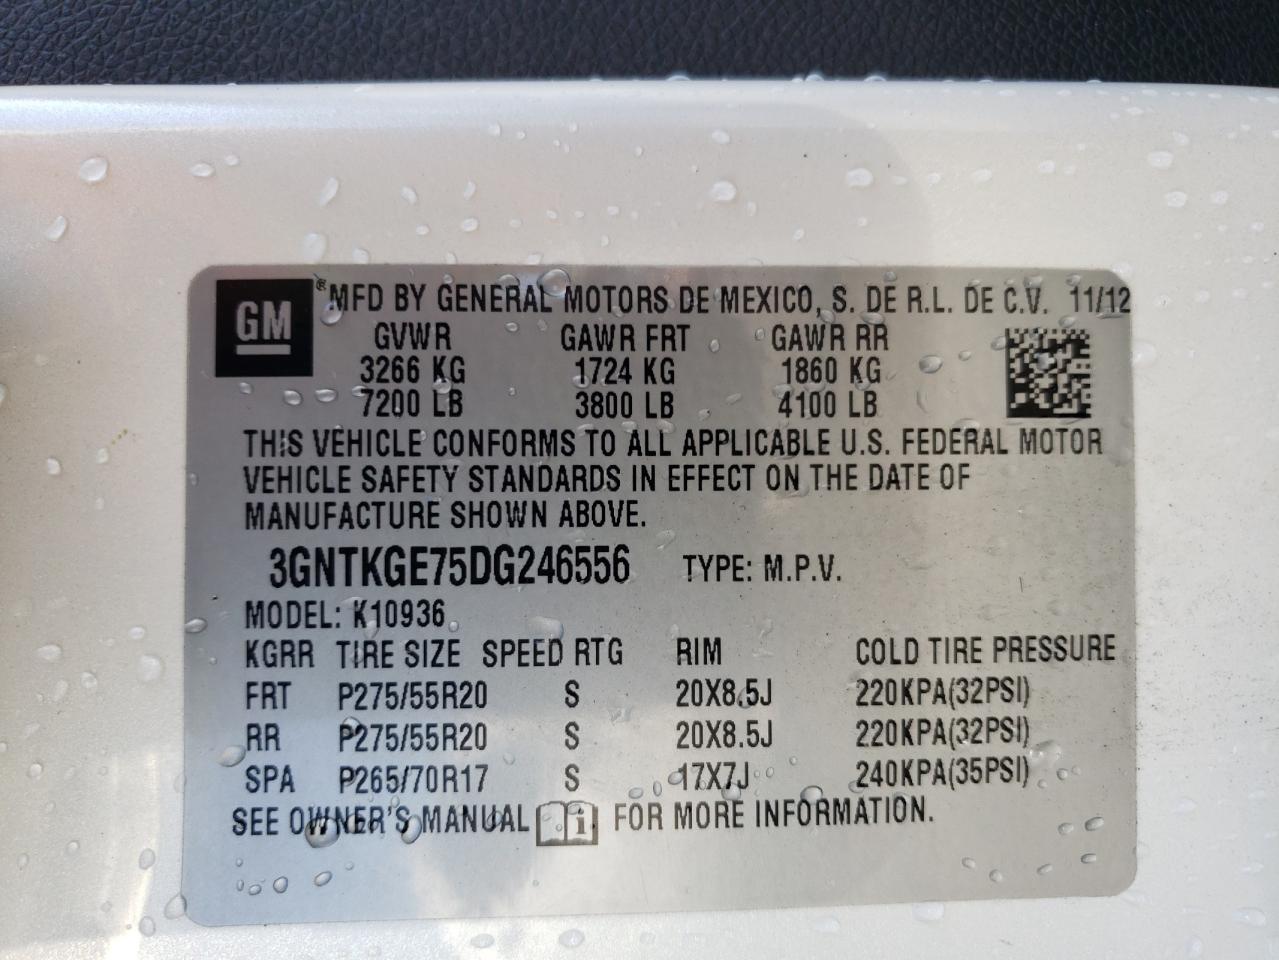 GM ® MFD BY GENERAL MOTORS DE MEXICO, S. DE R.L. DE C.V. 11/12
GVWR GAWR FRT GAWR RR
3266 KG 1724 KG 1860 KG
7200 LB 3800 LB 4100 LB
THIS VEHICLE CONFORMS TO ALL APPLICABLE U.S. FEDERAL MOTOR
VEHICLE SAFETY STANDARDS IN EFFECT ON THE DATE OF
MANUFACTURE SHOWN ABOVE.
3GNTKGE75DG246556 TYPE: M.P.V.
MODEL: K10936
KGRR TIRE SIZE SPEED RTG RIM COLD TIRE PRESSURE
FRT P275/55R20 S 20X8.5J 220KPA(32PSI)
RR P275/55R20 S 20X8.5J 220KPA(32PSI)
SPA P265/70R17 S 17X7J 240KPA(35PSI)
SEE OWNER'S MANUAL i FOR MORE INFORMATION.